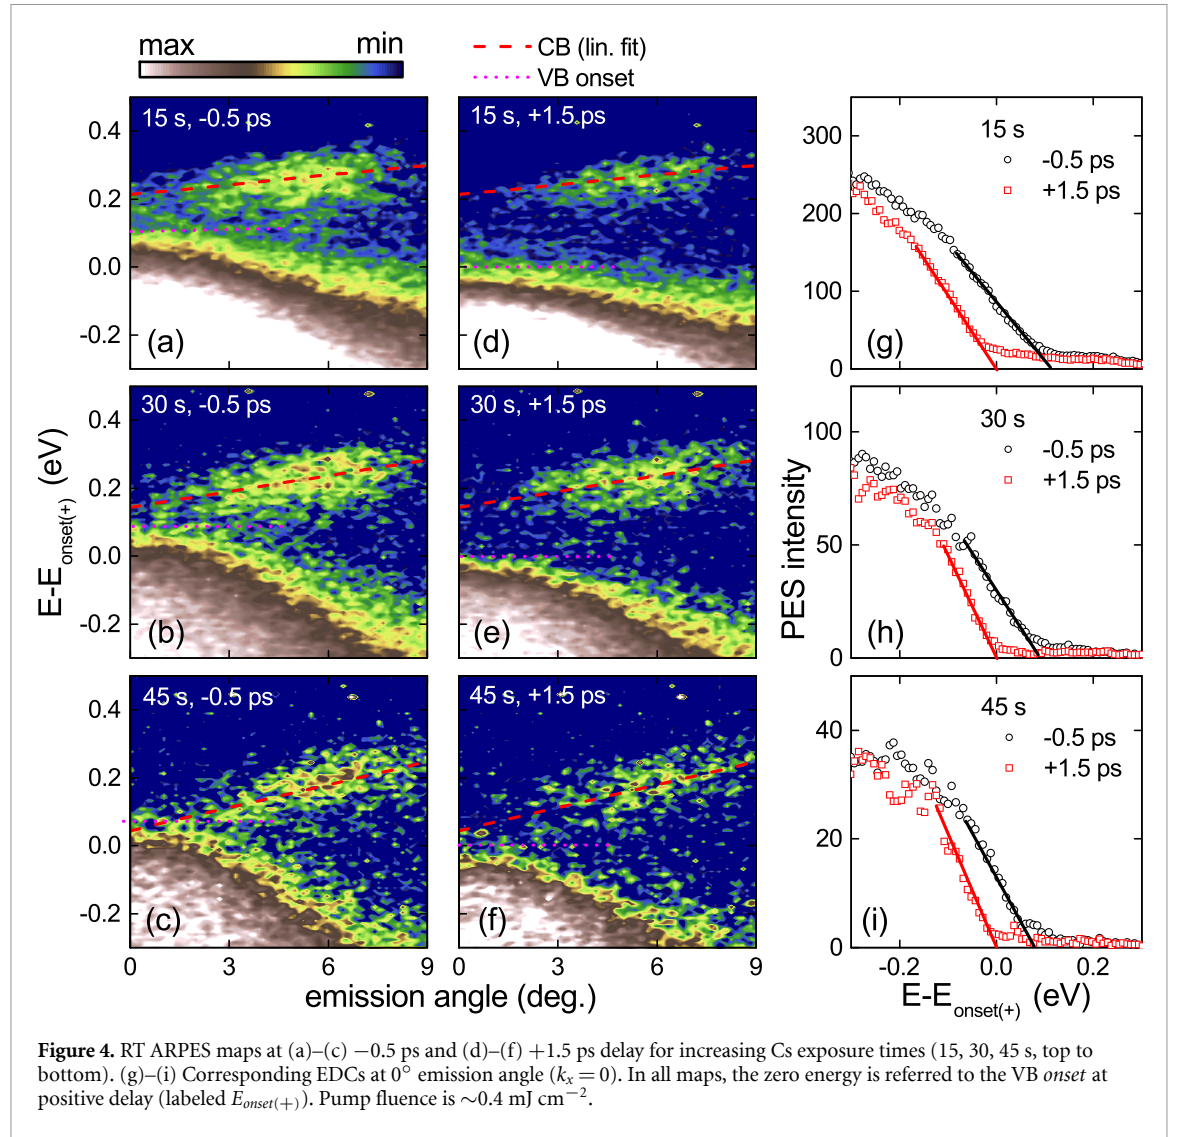 max
min
CB (lin. fit)
VB onset
15 s, -0.5 ps
15 s, +1.5 ps
0.4
0.2
0.0
-0.2
(a)
(d)
300
200
100
0
15 s
-0.5 ps
+1.5 ps
(g)
30 s, -0.5 ps
30 s, +1.5 ps
0.4
0.2
0.0
-0.2
(b)
(e)
100
50
0
30 s
-0.5 ps
+1.5 ps
(h)
45 s, -0.5 ps
45 s, +1.5 ps
0.4
0.2
0.0
-0.2
(c)
(f)
40
20
0
45 s
-0.5 ps
+1.5 ps
(i)
E-Eonset(+) (eV)
PES intensity
0 3 6 9
0 3 6 9
-0.2 0.0 0.2
emission angle (deg.)
E-Eonset(+) (eV)
Figure 4. RT ARPES maps at (a)–(c) −0.5 ps and (d)–(f) +1.5 ps delay for increasing Cs exposure times (15, 30, 45 s, top to
bottom). (g)–(i) Corresponding EDCs at 0° emission angle (kx = 0). In all maps, the zero energy is referred to the VB onset at
positive delay (labeled Eonset(+)). Pump fluence is ∼0.4 mJ cm−2.